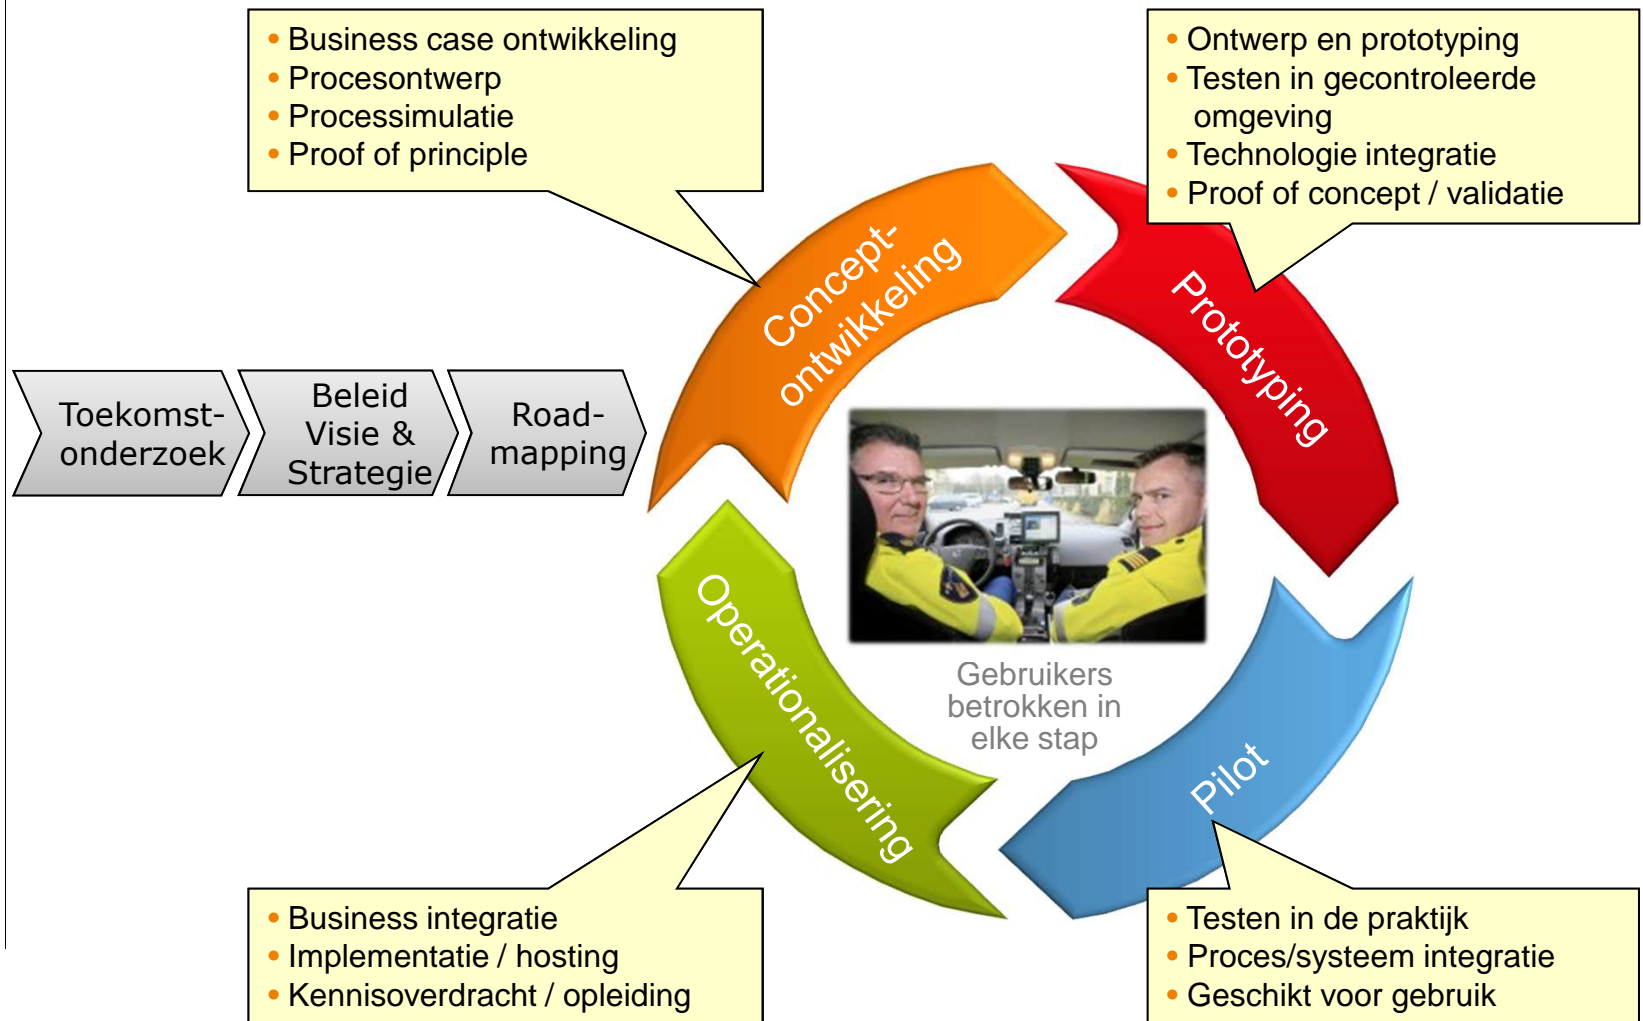 • Business case ontwikkeling
• Procesontwerp
• Processimulatie
• Proof of principle
• Ontwerp en prototyping
• Testen in gecontroleerde
omgeving
• Technologie integratie
• Proof of concept / validatie
Toekomst-
onderzoek
Beleid
Visie &
Strategie
Road-
mapping
Concept-
ontwikkeling
Prototyping
Pilot
Operationalisering
Gebruikers
betrokken in
elke stap
• Business integratie
• Implementatie / hosting
• Kennisoverdracht / opleiding
• Testen in de praktijk
• Proces/systeem integratie
• Geschikt voor gebruik